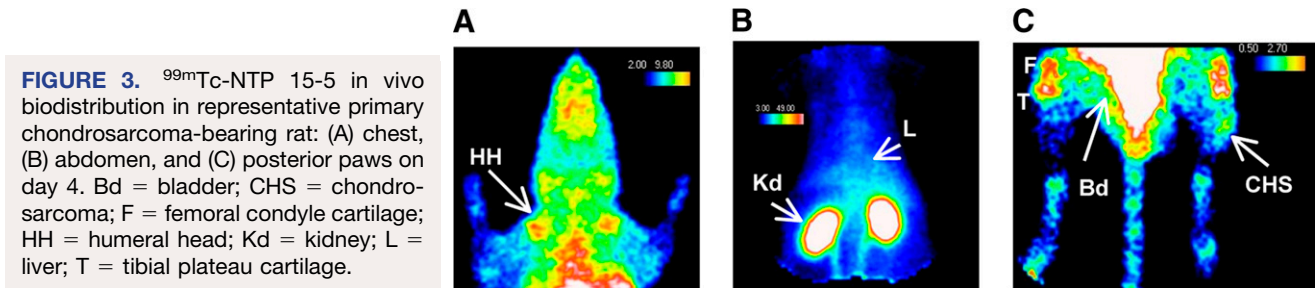 FIGURE 3. ⁹⁹ᵐTc-NTP 15-5 in vivo
biodistribution in representative primary
chondrosarcoma-bearing rat: (A) chest,
(B) abdomen, and (C) posterior paws on
day 4. Bd = bladder; CHS = chondro-
sarcoma; F = femoral condyle cartilage;
HH = humeral head; Kd = kidney; L =
liver; T = tibial plateau cartilage.
A
2.00 9.80
HH
B
3.00 49.00
L
Kd
C
0.50 2.70
F
T
Bd
CHS